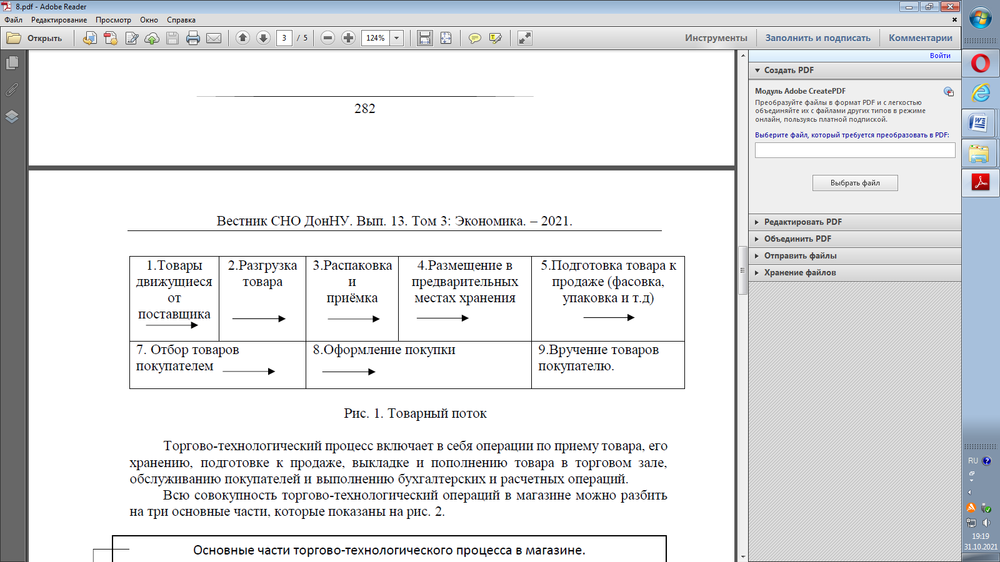 8.pdf - Adobe Reader
Файл Редактирование Просмотр Окно Справка
Открыть 3 / 5 124% Инструменты Заполнить и подписать Комментарии
Войти
Создать PDF
Модуль Adobe CreatePDF
Преобразуйте файлы в формат PDF и с легкостью
объединяйте их с файлами других типов в режиме
онлайн, пользуясь платной подпиской.
Выберите файл, который требуется преобразовать в PDF:
Выбрать файл
Редактировать PDF
Объединить PDF
Отправить файлы
Хранение файлов
282
Вестник СНО ДонНУ. Вып. 13. Том 3: Экономика. – 2021.
1.Товары
движущиеся
от
поставщика
2.Разгрузка
товара
3.Распаковка
и
приёмка
4.Размещение в
предварительных
местах хранения
5.Подготовка товара к
продаже (фасовка,
упаковка и т.д)
7. Отбор товаров
покупателем
8.Оформление покупки
9.Вручение товаров
покупателю.
Рис. 1. Товарный поток
Торгово-технологический процесс включает в себя операции по приему товара, его
хранению, подготовке к продаже, выкладке и пополнению товара в торговом зале,
обслуживанию покупателей и выполнению бухгалтерских и расчетных операций.
Всю совокупность торгово-технологический операций в магазине можно разбить
на три основные части, которые показаны на рис. 2.
Основные части торгово-технологического процесса в магазине.
RU
19:19
31.10.2021